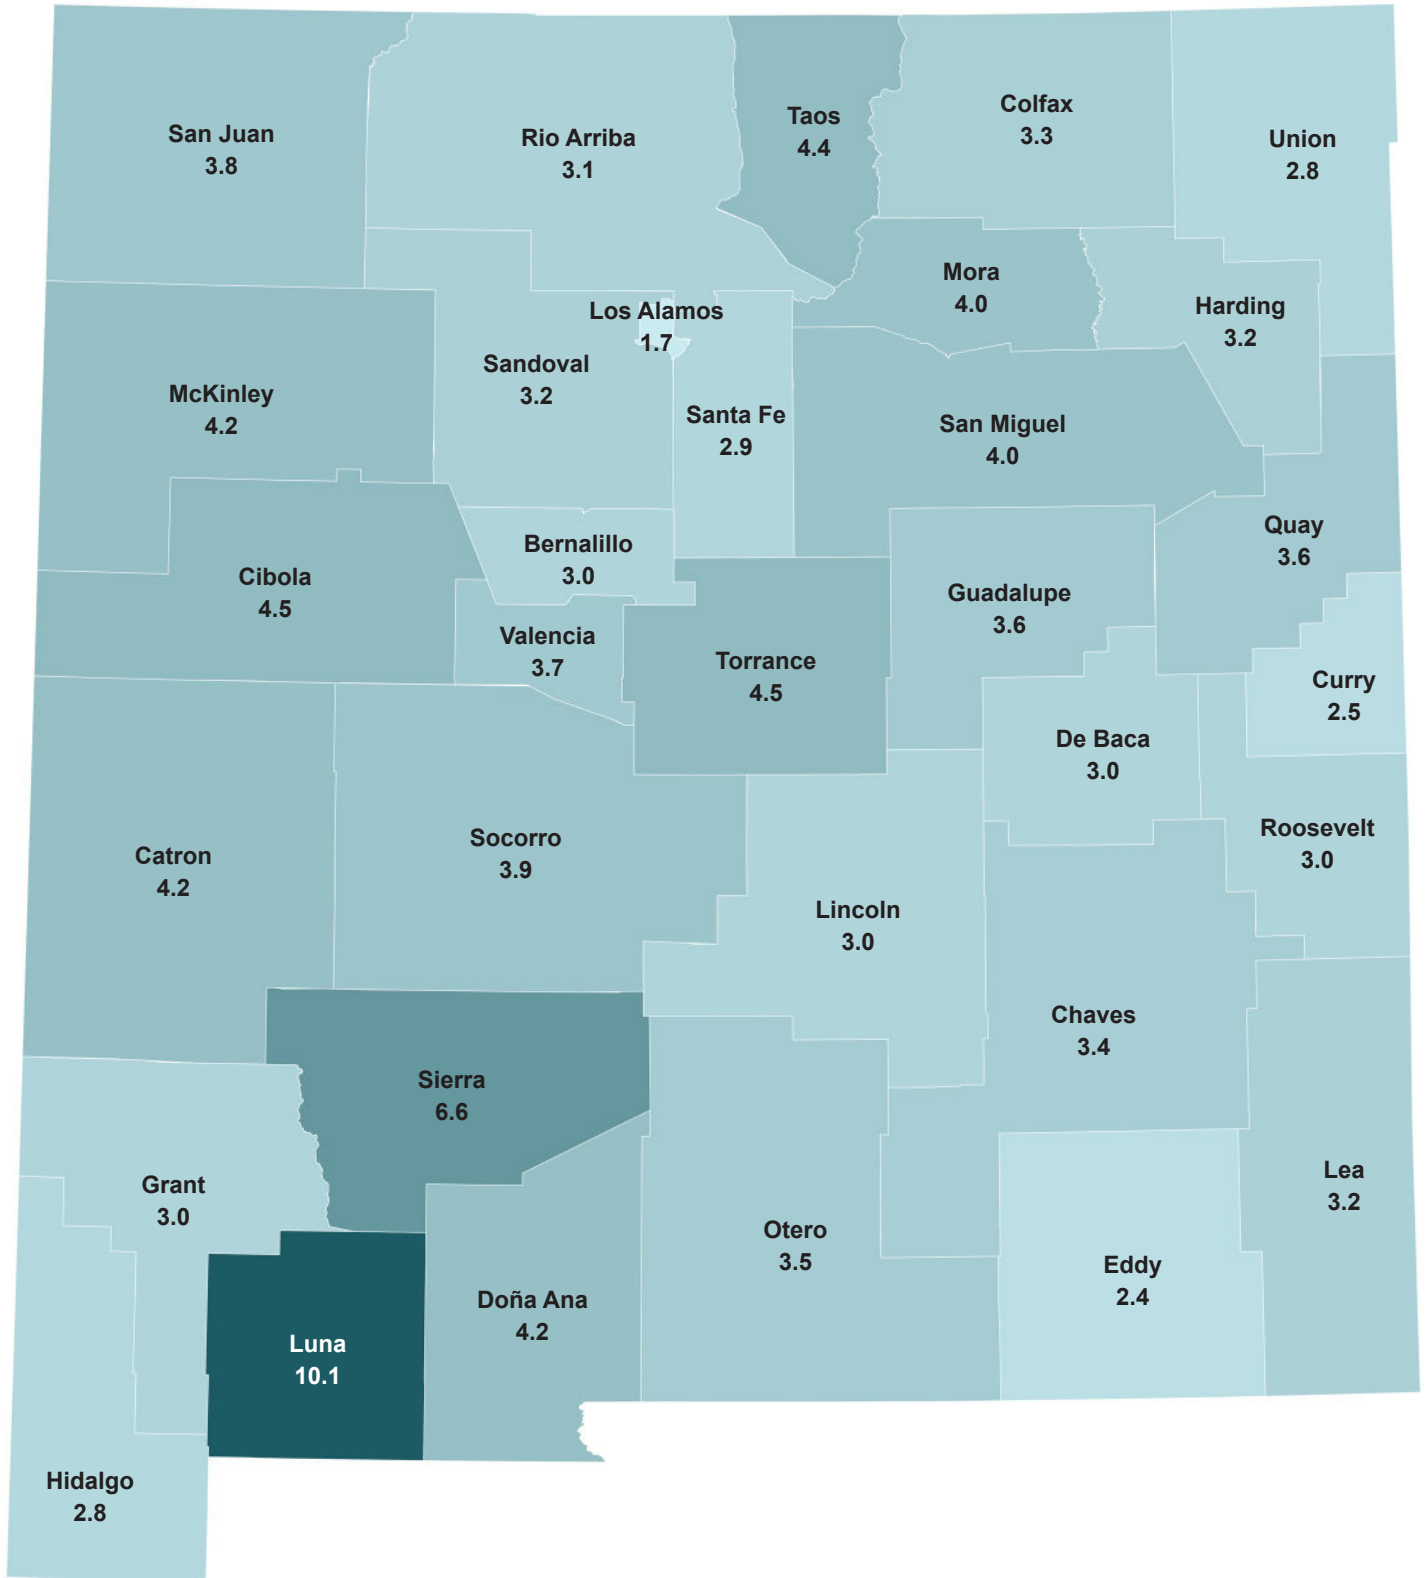 San Juan
3.8
Rio Arriba
3.1
Taos
4.4
Colfax
3.3
Union
2.8
Mora
4.0
Harding
3.2
Los Alamos
1.7
Sandoval
3.2
McKinley
4.2
Santa Fe
2.9
San Miguel
4.0
Quay
3.6
Bernalillo
3.0
Cibola
4.5
Guadalupe
3.6
Valencia
3.7
Torrance
4.5
Curry
2.5
De Baca
3.0
Roosevelt
3.0
Socorro
3.9
Catron
4.2
Lincoln
3.0
Chaves
3.4
Sierra
6.6
Lea
3.2
Grant
3.0
Otero
3.5
Eddy
2.4
Doña Ana
4.2
Luna
10.1
Hidalgo
2.8